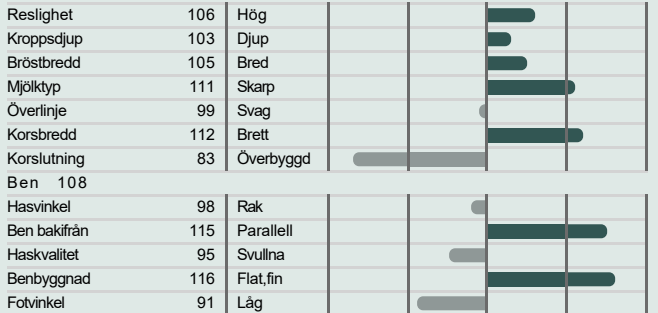 Reslighet 106 Hög
Kroppsdjup 103 Djup
Bröstbredd 105 Bred
Mjölktyp 111 Skarp
Överlinje 99 Svag
Korsbredd 112 Brett
Korslutning 83 Överbyggd
Ben 108
Hasvinkel 98 Rak
Ben bakifrån 115 Parallell
Haskvalitet 95 Svullna
Benbyggnad 116 Flat,fin
Fotvinkel 91 Låg